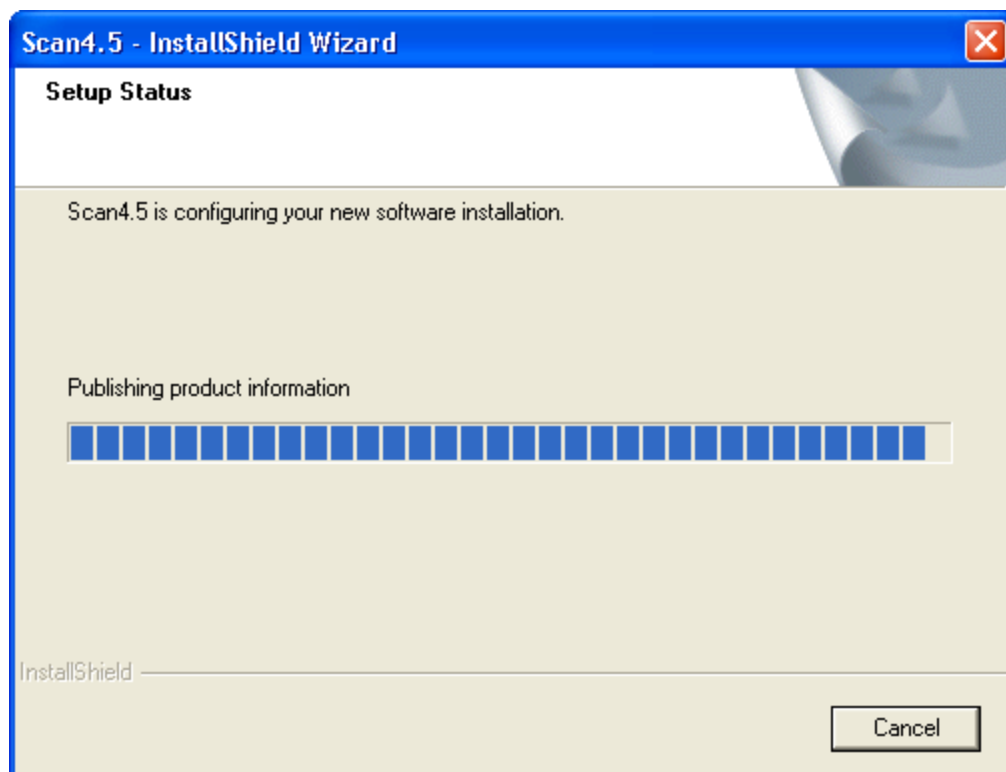 Scan4.5 - InstallShield Wizard
Setup Status
Scan4.5 is configuring your new software installation.
Publishing product information
InstallShield
Cancel